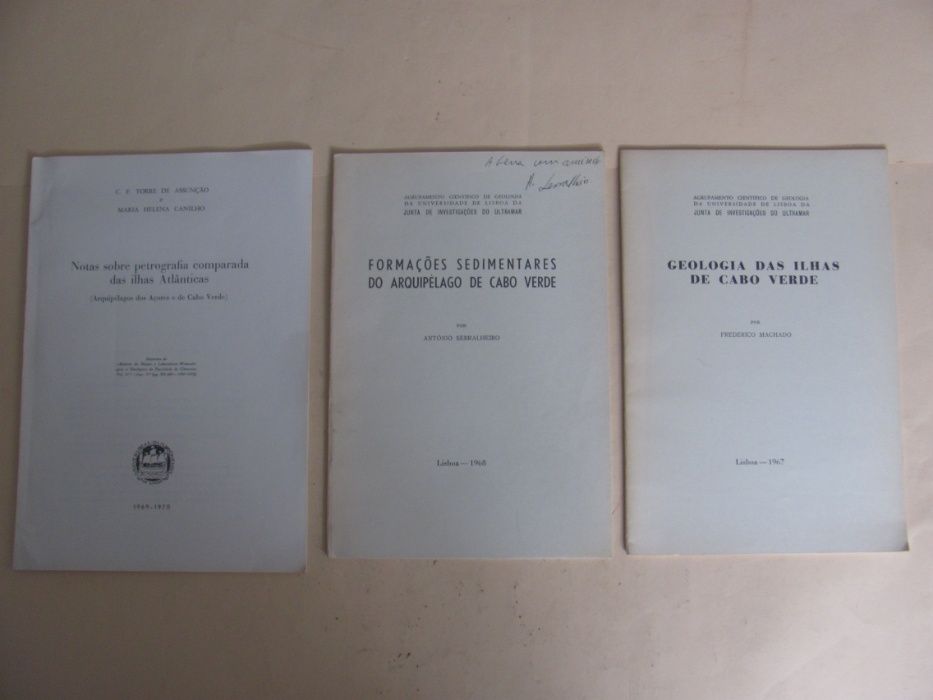 C. F. TORRE DE ASSUNÇÃO
e
MARIA HELENA CANILHO
Notas sobre petrografia comparada
das ilhas Atlânticas
(Arquipélagos dos Açores e de Cabo Verde)
1969-1970
A. Serralheiro
AGRUPAMENTO CIENTÍFICO DE GEOLOGIA
DA UNIVERSIDADE DE LISBOA DA
JUNTA DE INVESTIGAÇÕES DO ULTRAMAR
FORMAÇÕES SEDIMENTARES
DO ARQUIPÉLAGO DE CABO VERDE
POR
ANTÓNIO SERRALHEIRO
Lisboa — 1968
AGRUPAMENTO CIENTÍFICO DE GEOLOGIA
DA UNIVERSIDADE DE LISBOA DA
JUNTA DE INVESTIGAÇÕES DO ULTRAMAR
GEOLOGIA DAS ILHAS
DE CABO VERDE
POR
FREDERICO MACHADO
Lisboa — 1967